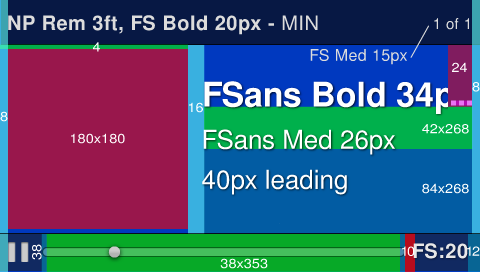 NP Rem 3ft, FS Bold 20px - MIN
1 of 1
4
FS Med 15px
24
8
8
FSans Bold 34p
16
42x268
180x180
FSans Med 26px
40px leading
84x268
38
38x353
10
FS:20
12